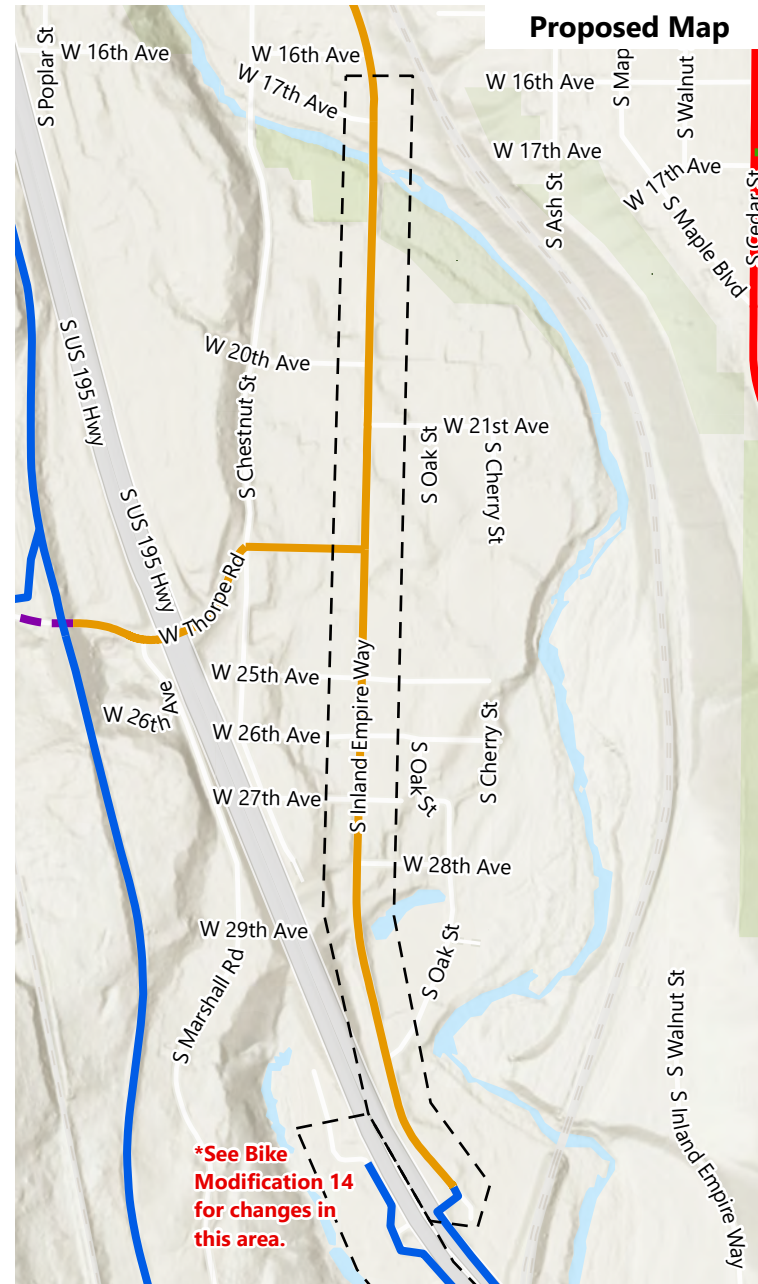 Proposed Map
S Poplar St
W 16th Ave
W 16th Ave
W 17th Ave
W 16th Ave
S Map
S Walnut
W 17th Ave
W 17th Ave
S Ash St
S Maple Blvd
S Cedar St
S US 195 Hwy
W 20th Ave
S Chestnut St
W 21st Ave
S Oak St
S Cherry St
S US 195 Hwy
W Thorpe Rd
S Inland Empire Way
W 25th Ave
W 26th Ave
W 26th Ave
S Oak St
S Cherry St
W 27th Ave
W 28th Ave
W 29th Ave
S Oak St
S Marshall Rd
S Walnut St
S Inland Empire Way
*See Bike
Modification 14
for changes in
this area.